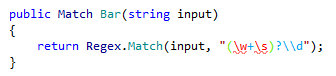 public Match Bar(string input)
{
    return Regex.Match(input, "(\w+\s)?\\d");
}